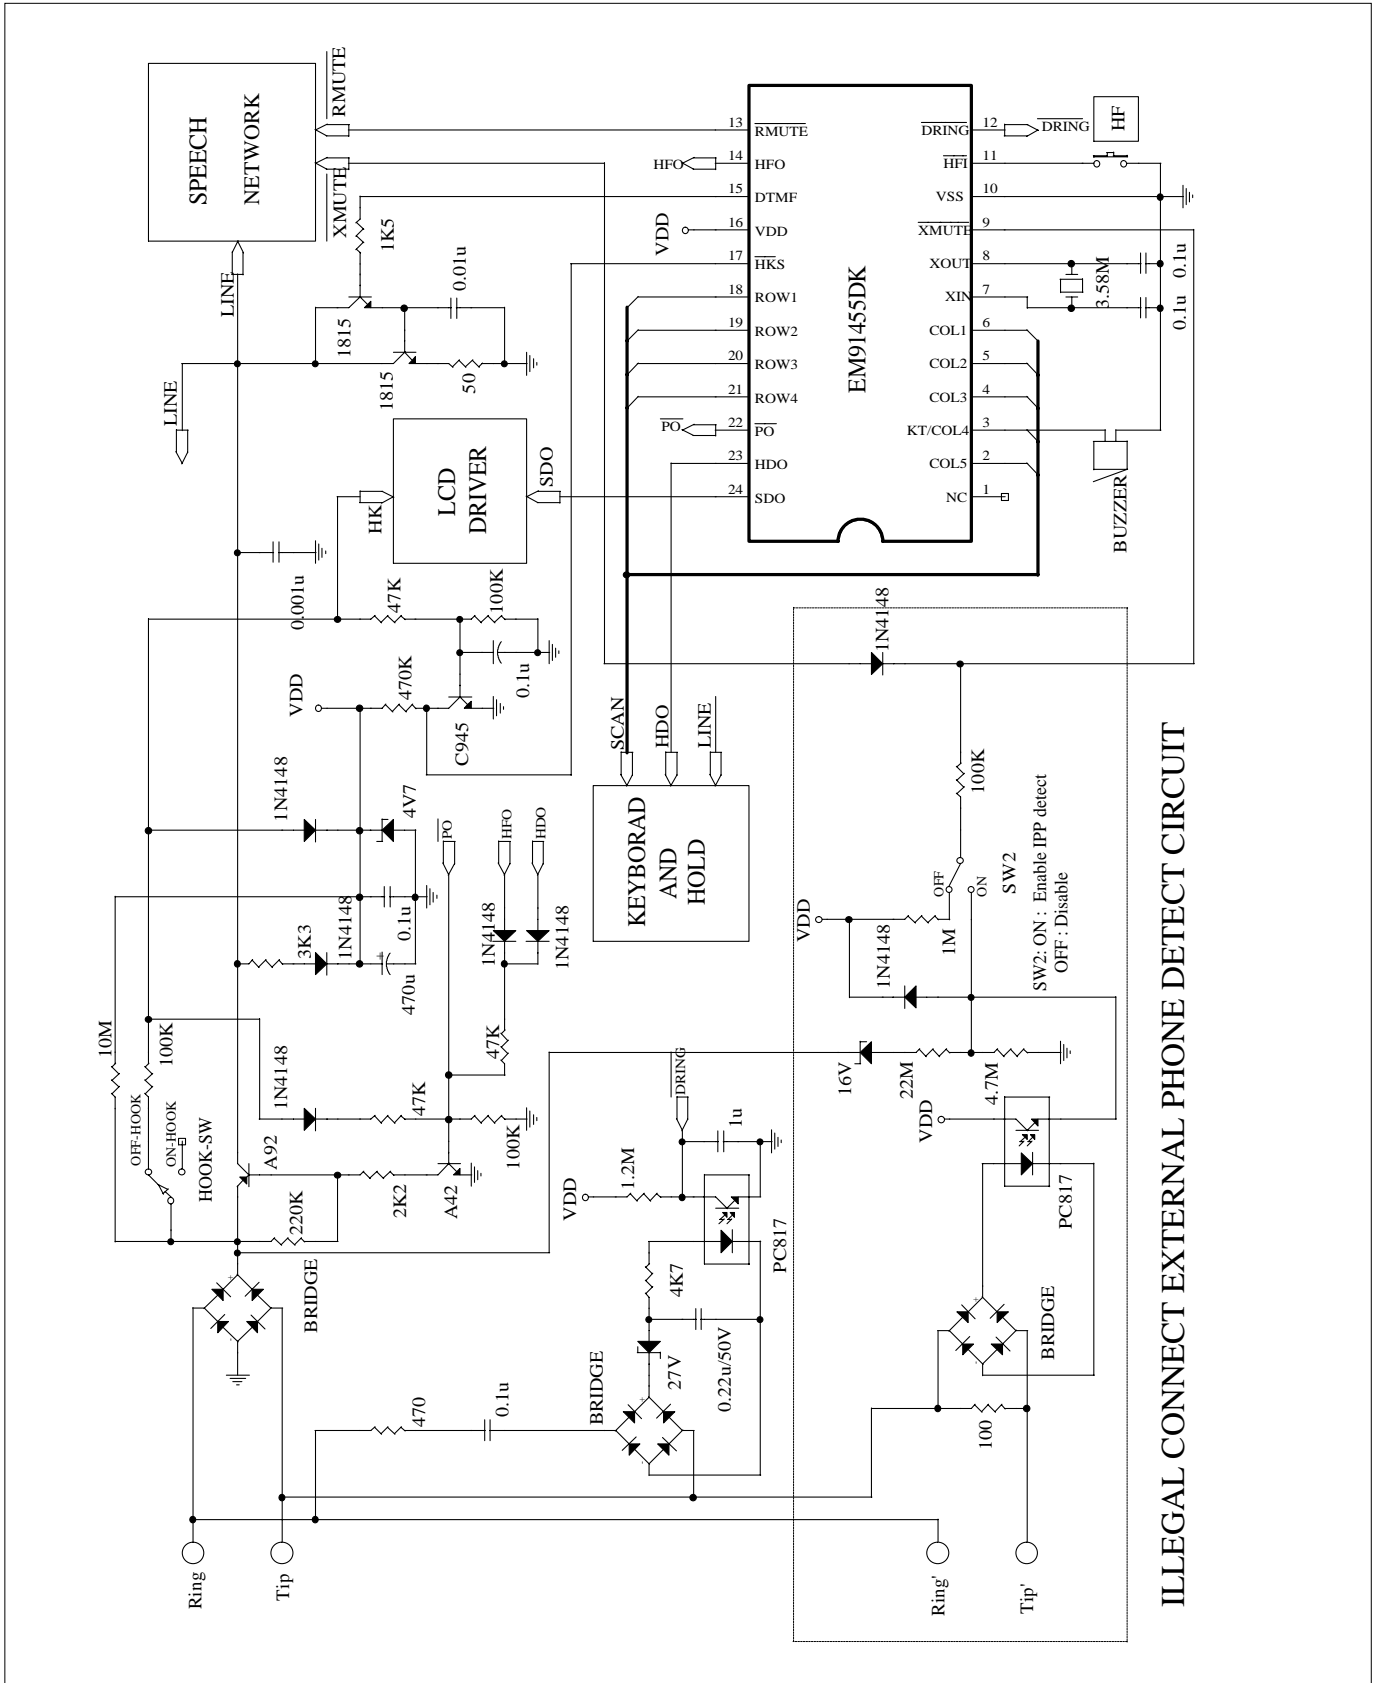 SPEECH
NETWORK
RMUTE
XMUTE
LINE
LINE
1K5
1815
0.01u
1815
50
13
RMUTE
14
HFO
HFO
15
DTMF
16
VDD
VDD
17
HKS
18
ROW1
19
ROW2
20
ROW3
21
ROW4
22
PO
PO
23
HDO
24
SDO
EM91455DK
DRING
12
DRING
HF
HFI
11
VSS
10
XMUTE
9
XOUT
8
XIN
7
COL1
6
COL2
5
COL3
4
KT/COL4
3
COL5
2
NC
1
3.58M
0.1u
0.1u
BUZZER
LCD
DRIVER
HK
SDO
0.001u
47K
100K
0.1u
VDD
470K
C945
1N4148
4V7
3K3
1N4148
0.1u
470u
PO
HFO
HDO
1N4148
1N4148
47K
10M
100K
OFF-HOOK
ON-HOOK
HOOK-SW
1N4148
47K
A92
100K
2K2
A42
220K
BRIDGE
SCAN
HDO
LINE
KEYBORAD
AND
HOLD
DRING
1u
1.2M
VDD
PC817
4K7
27V
0.22u/50V
BRIDGE
470
0.1u
Ring
Tip
1N4148
100K
OFF
ON
SW2
SW2: ON : Enable IPP detect
OFF : Disable
VDD
1M
1N4148
16V
22M
4.7M
VDD
PC817
BRIDGE
100
Ring'
Tip'
ILLEGAL CONNECT EXTERNAL PHONE DETECT CIRCUIT